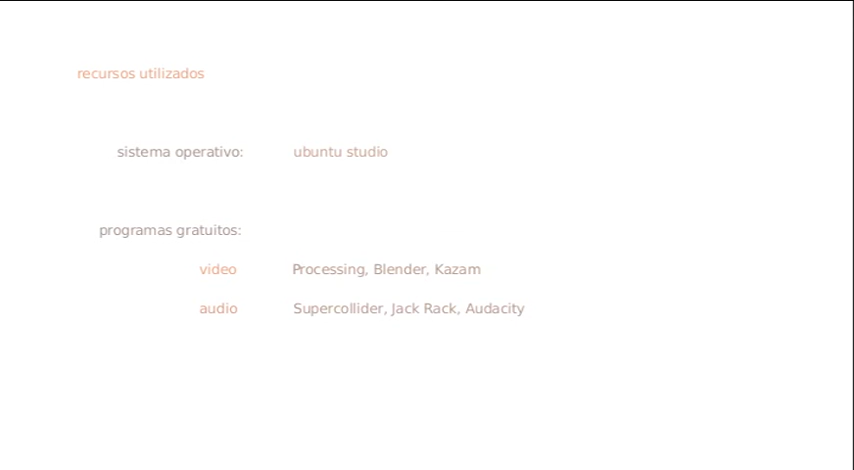 recursos utilizados
sistema operativo: ubuntu studio
programas gratuitos:
video Processing, Blender, Kazam
audio Supercollider, Jack Rack, Audacity